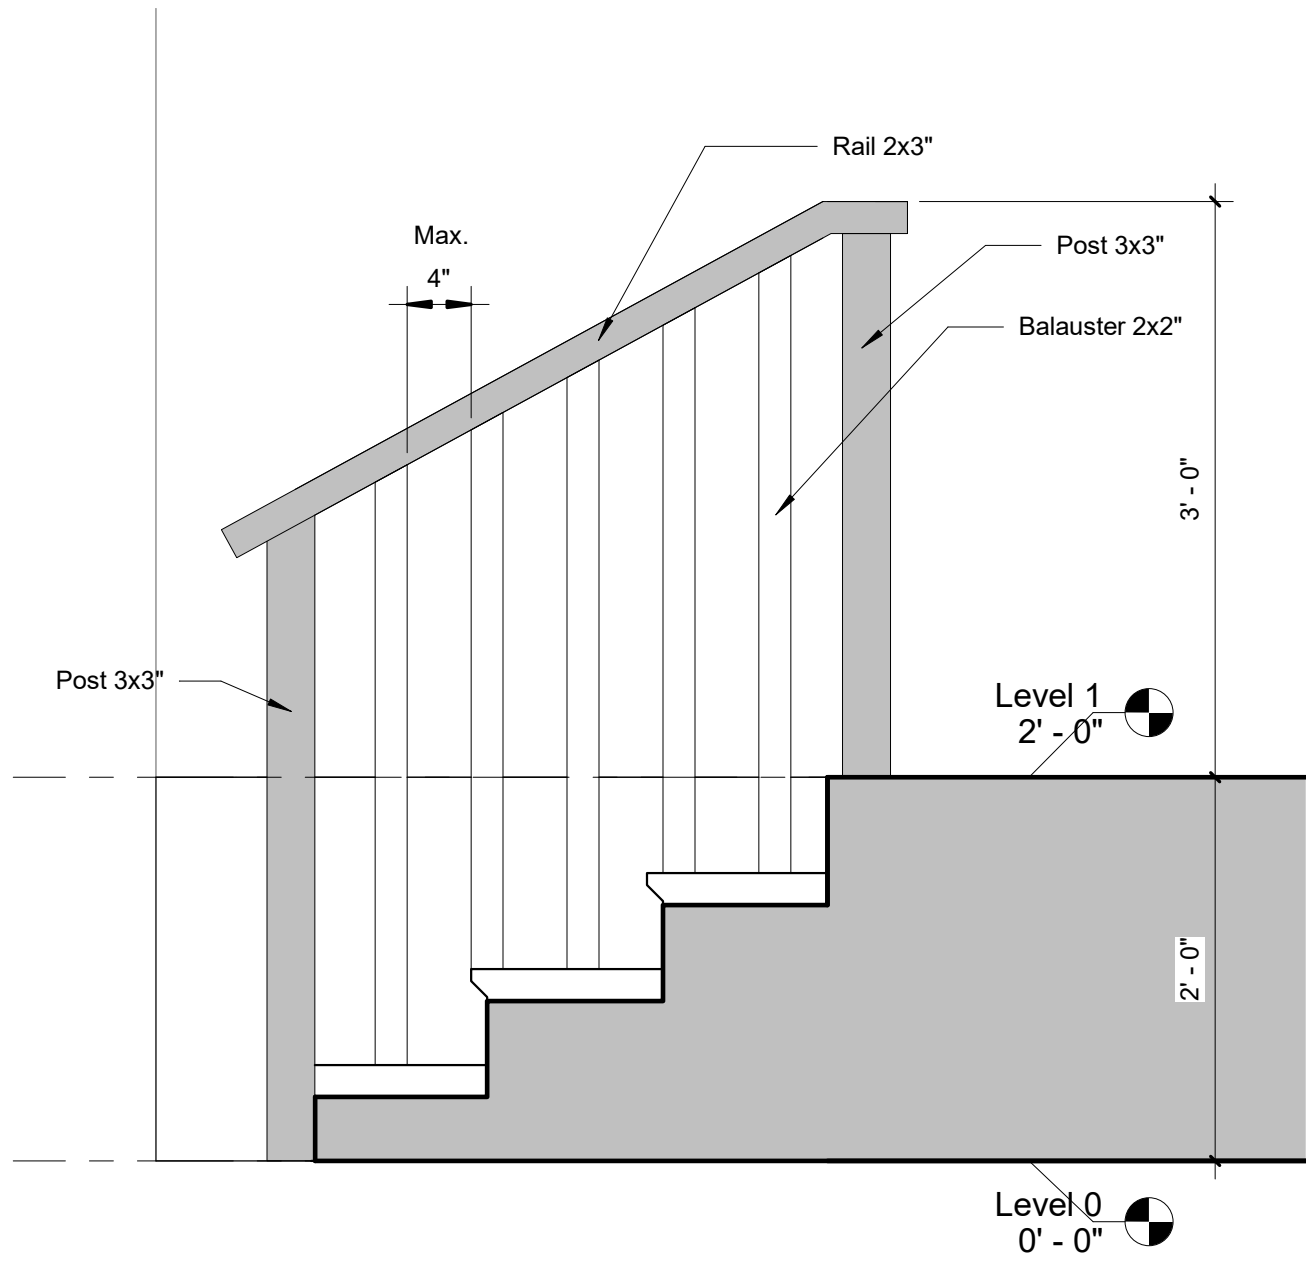 Rail 2x3"
Max.
4"
Post 3x3"
Balauster 2x2"
3' - 0"
Post 3x3"
Level 1
2' - 0"
2' - 0"
Level 0
0' - 0"